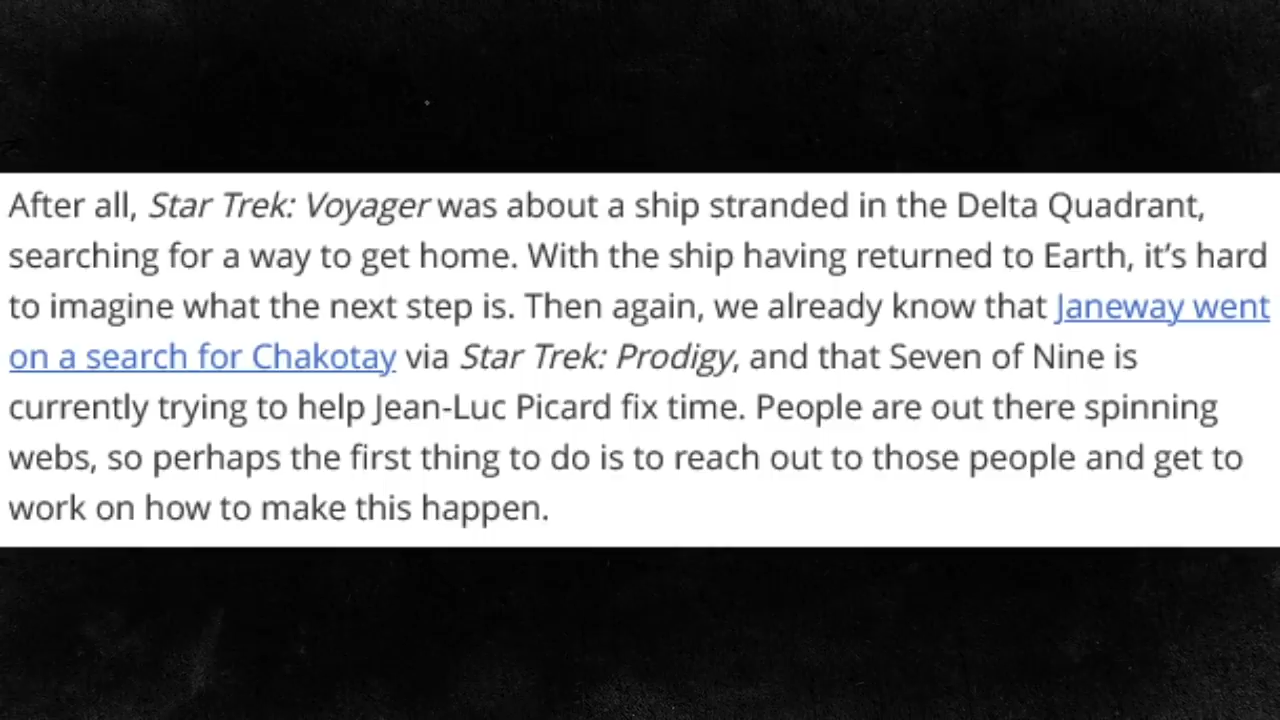 After all, Star Trek: Voyager was about a ship stranded in the Delta Quadrant,
searching for a way to get home. With the ship having returned to Earth, it’s hard
to imagine what the next step is. Then again, we already know that Janeway went
on a search for Chakotay via Star Trek: Prodigy, and that Seven of Nine is
currently trying to help Jean-Luc Picard fix time. People are out there spinning
webs, so perhaps the first thing to do is to reach out to those people and get to
work on how to make this happen.